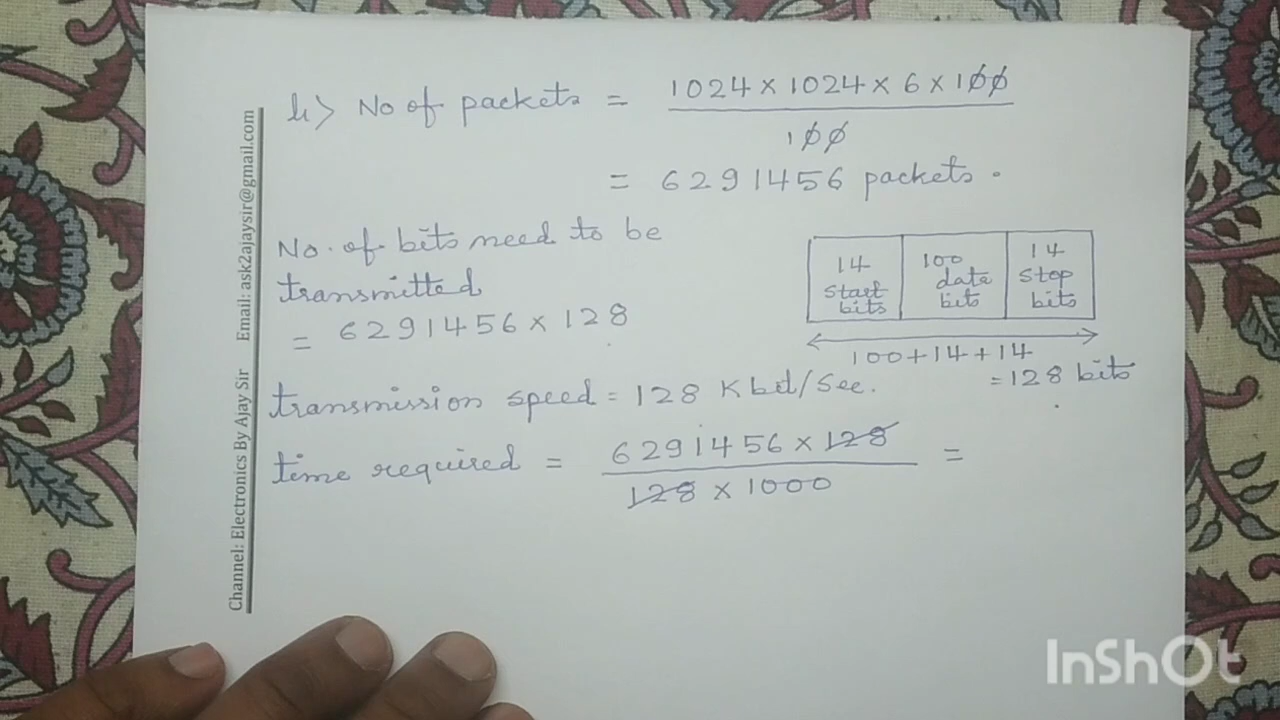 ii> No of packets = 1024 x 1024 x 6 x 100
100
= 6291456 packets.
No. of bits need to be
transmitted
= 6291456 x 128
14 start bits
100 data bits
14 stop bits
100+14+14
= 128 bits
transmission speed = 128 K bit/sec.
time required = 6291456 x 128 =
128 x 1000
Channel: Electronics By Ajay Sir Email: ask2ajaysir@gmail.com
InShOt